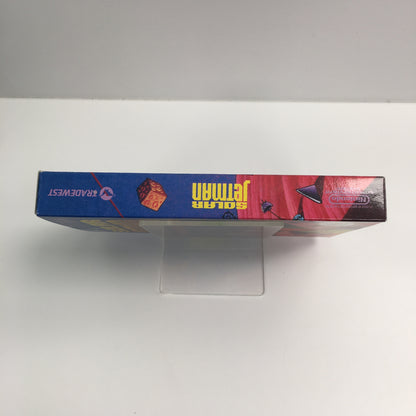 TRADEWEST
SOLAR
JETMAN
Nintendo